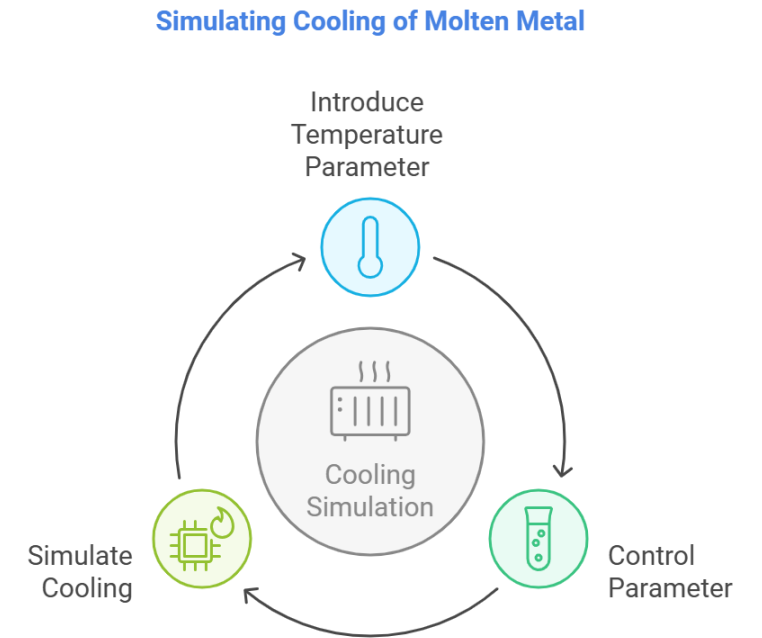 Simulating Cooling of Molten Metal
Introduce
Temperature
Parameter
Cooling
Simulation
Simulate
Cooling
Control
Parameter